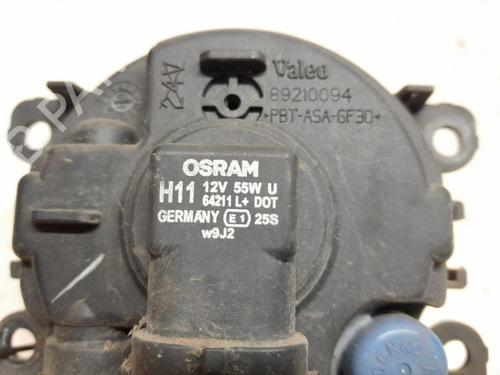 Valeo
89210094
>PBT-ASA-GF30<
OSRAM
H11 12V 55W U
64211 L+ DOT
GERMANY E1 25S
w9J2